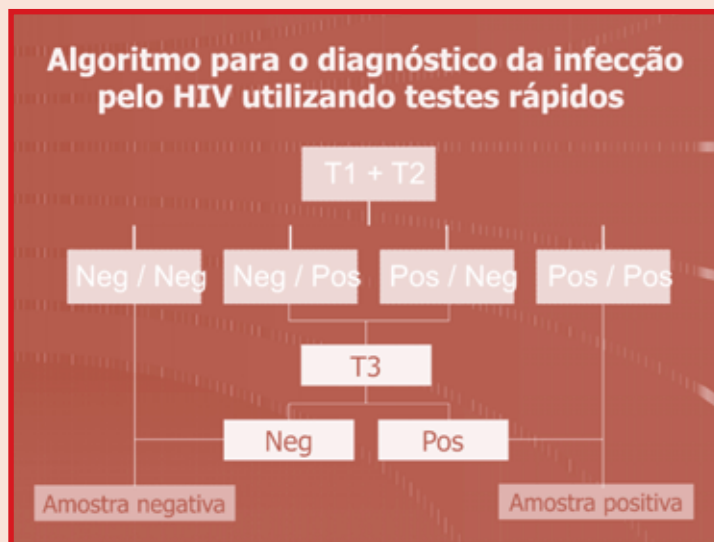 Algoritmo para o diagnóstico da infecção
pelo HIV utilizando testes rápidos
T1 + T2
Neg / Neg
Neg / Pos
Pos / Neg
Pos / Pos
T3
Neg
Pos
Amostra negativa
Amostra positiva